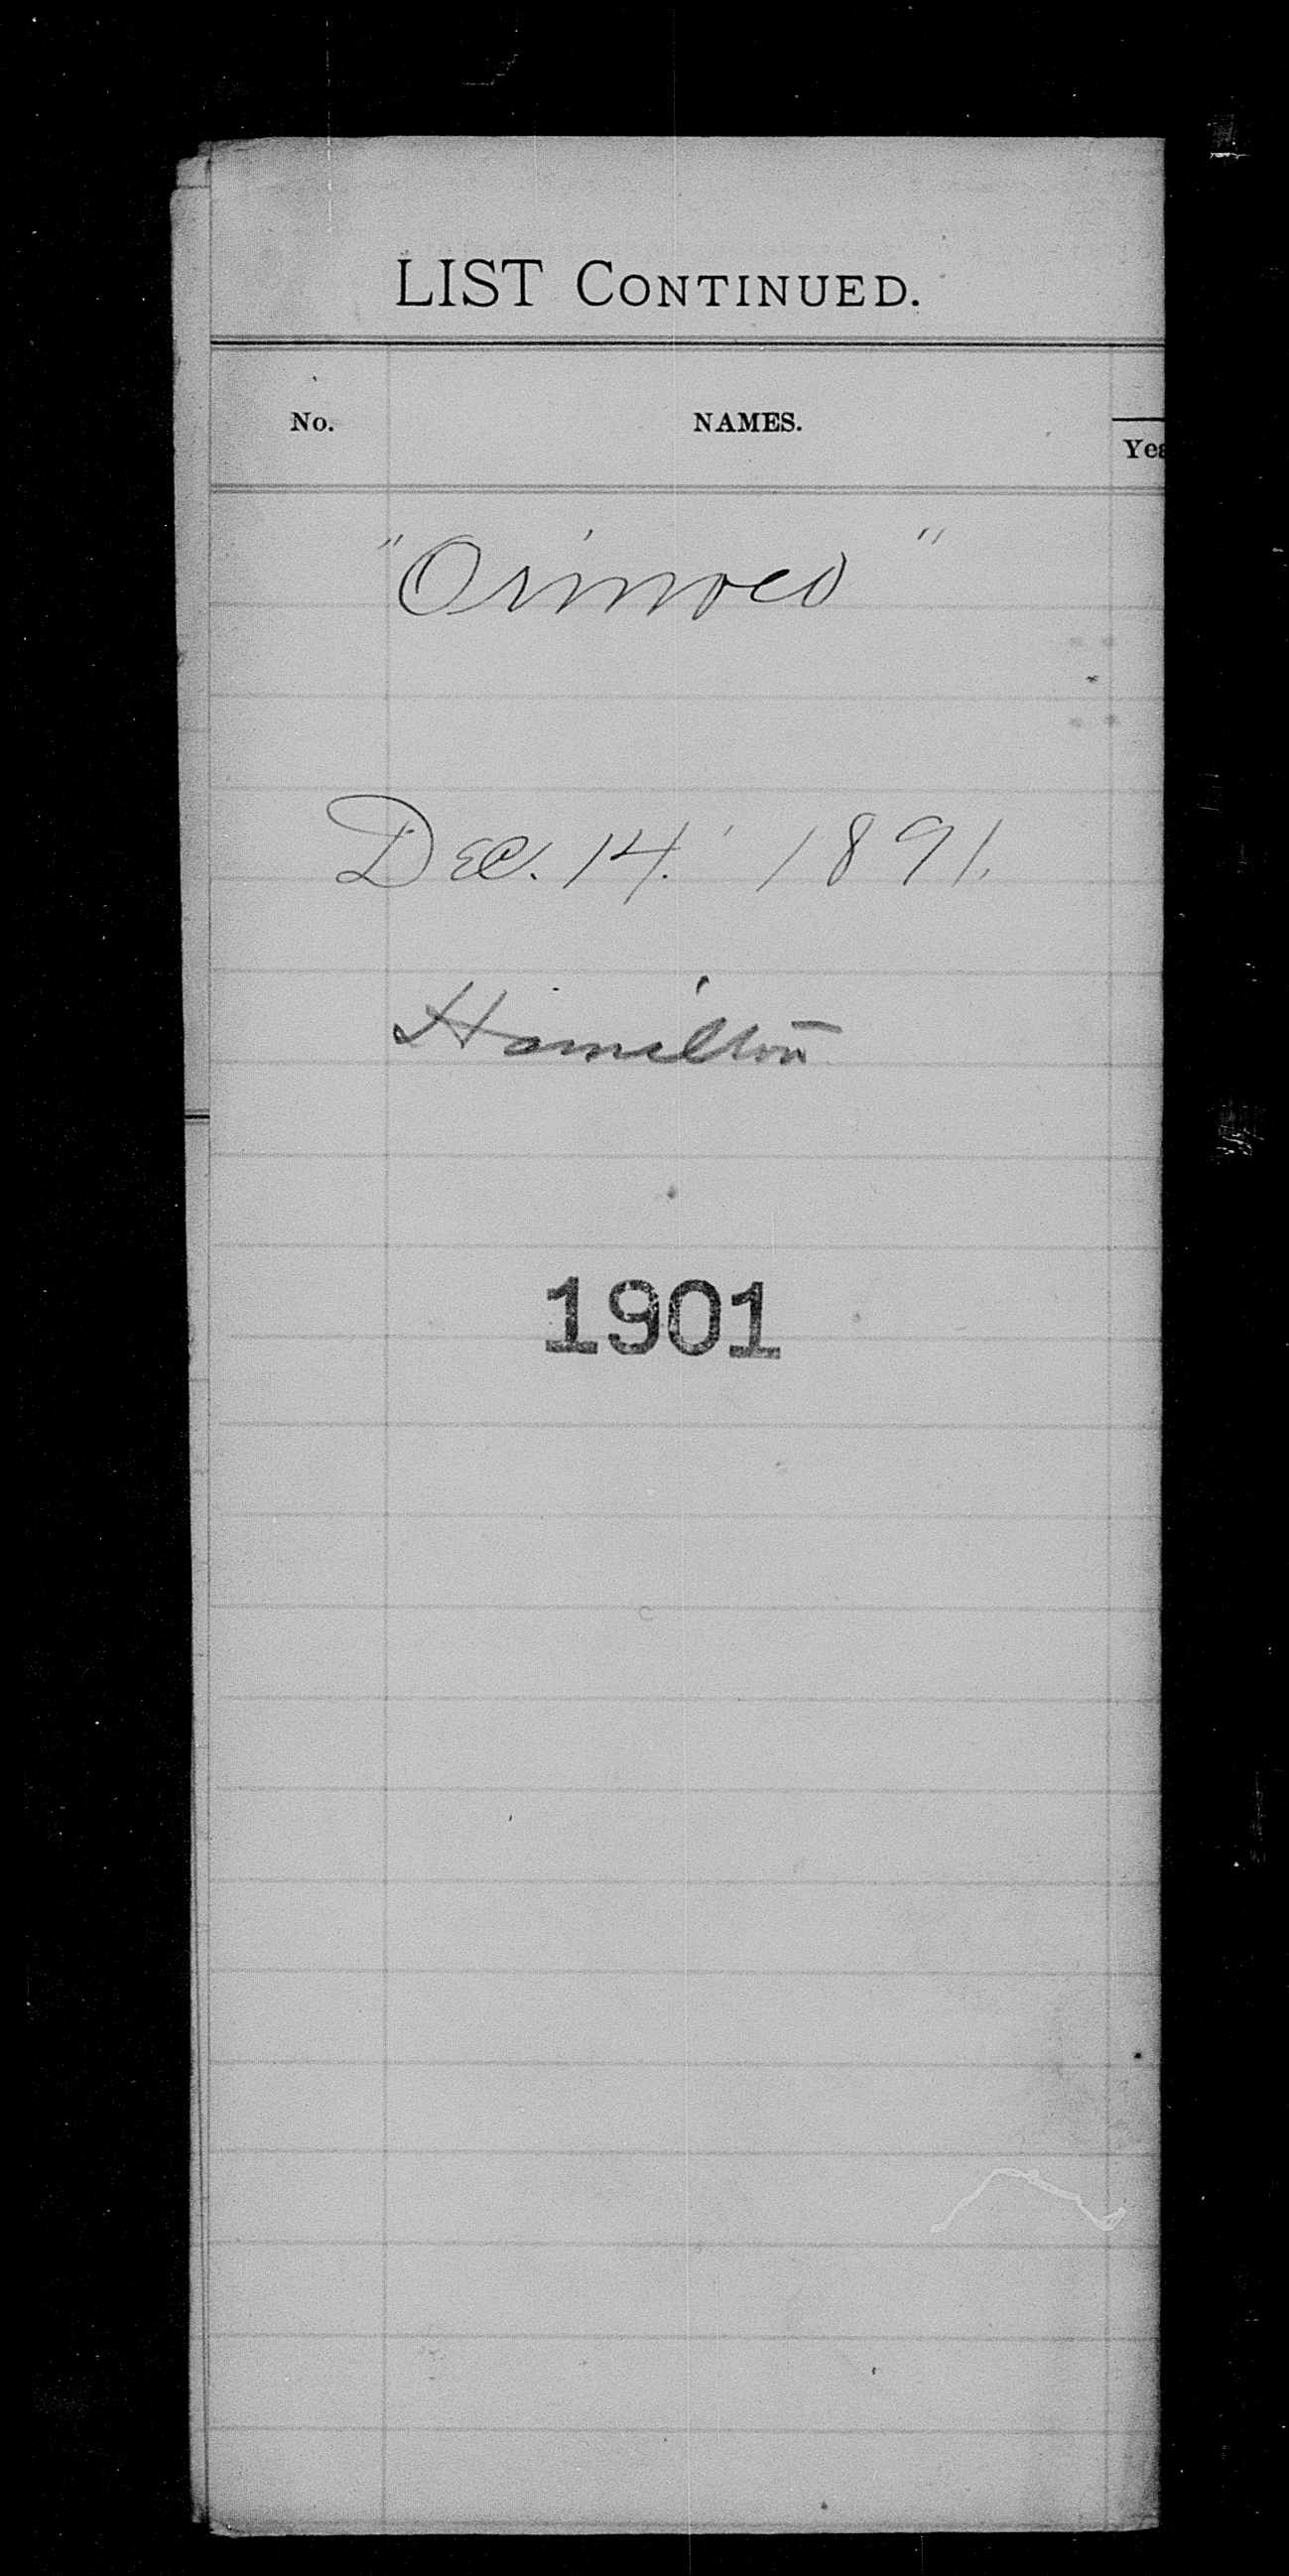 LIST CONTINUED.
No. NAMES. Yea
"Orinoco"
Dec. 14. 1891.
Hamilton
1901